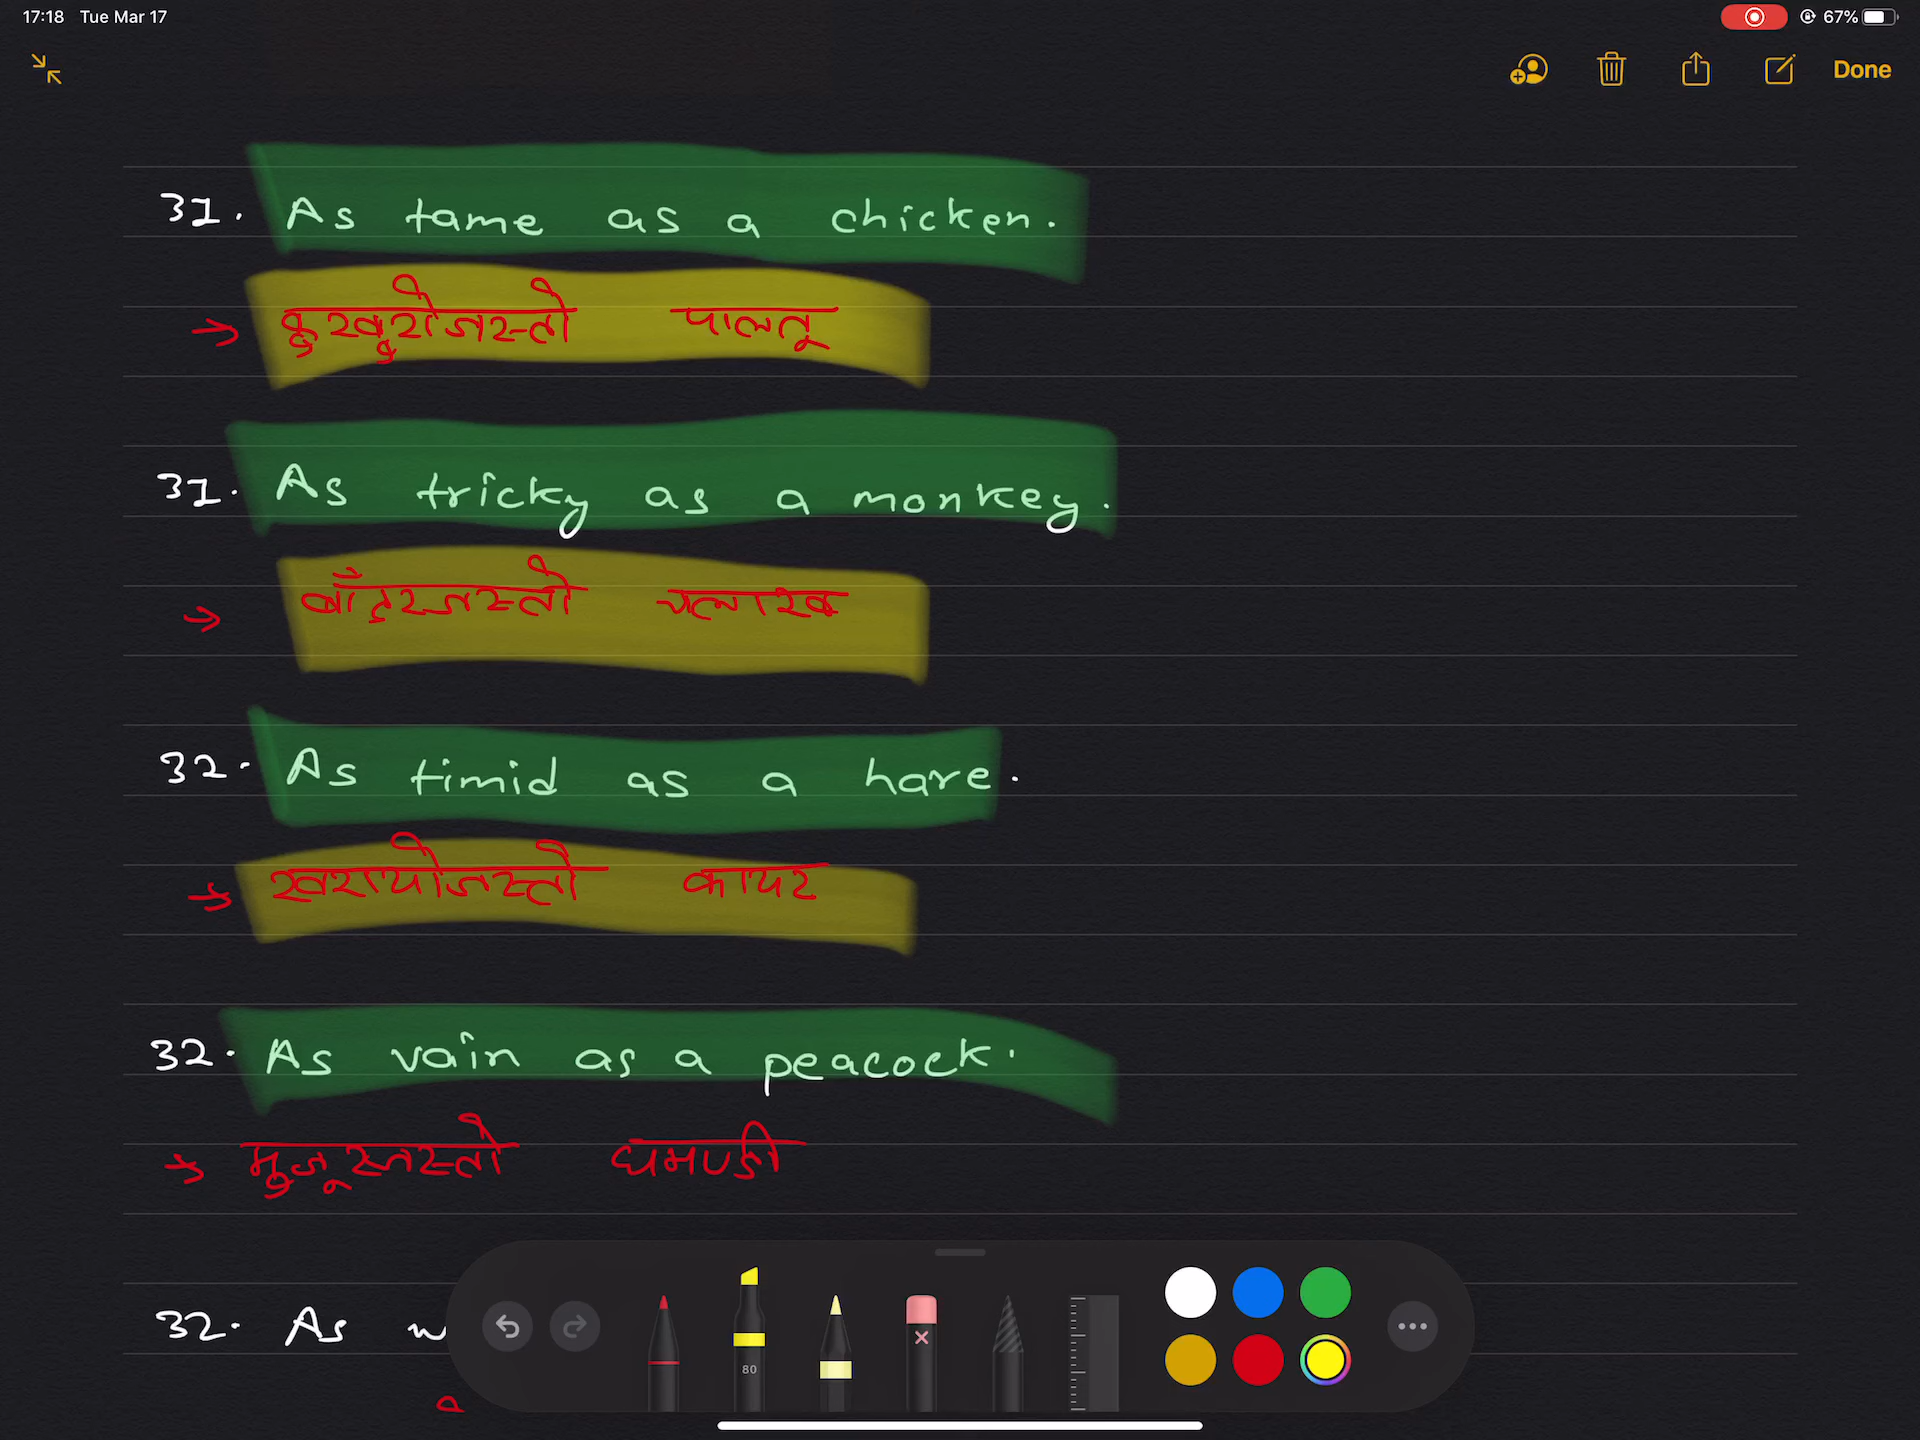 17:18 Tue Mar 17
67%
Done
31. As tame as a chicken.
→ कुखुरोजस्तो पालतू
31. As tricky as a monkey.
→ बाँदरजस्तो चलाख
32. As timid as a hare.
→ खरायोजस्तो कायर
32. As vain as a peacock.
→ मुजूरजस्तो घमण्डी
32. As w
80